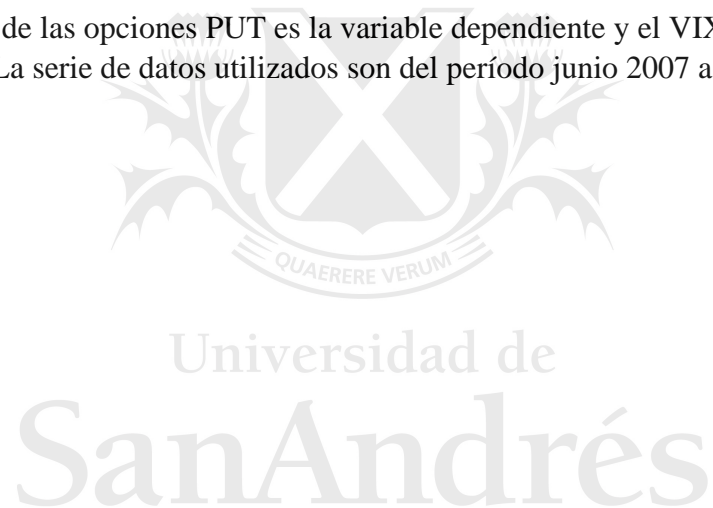 de las opciones PUT es la variable dependiente y el VIX
La serie de datos utilizados son del período junio 2007 a
QUAERERE VERUM
Universidad de
SanAndrés